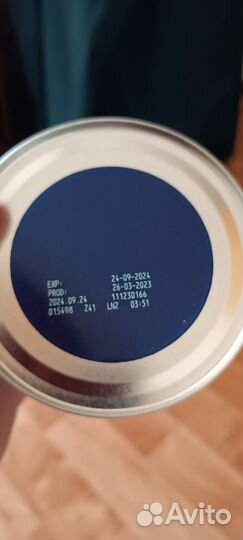 EXP: 24-09-2024
PROD: 26-03-2023
2024.09.24 111230166
015498 Z41 LN2 03:51
Avito